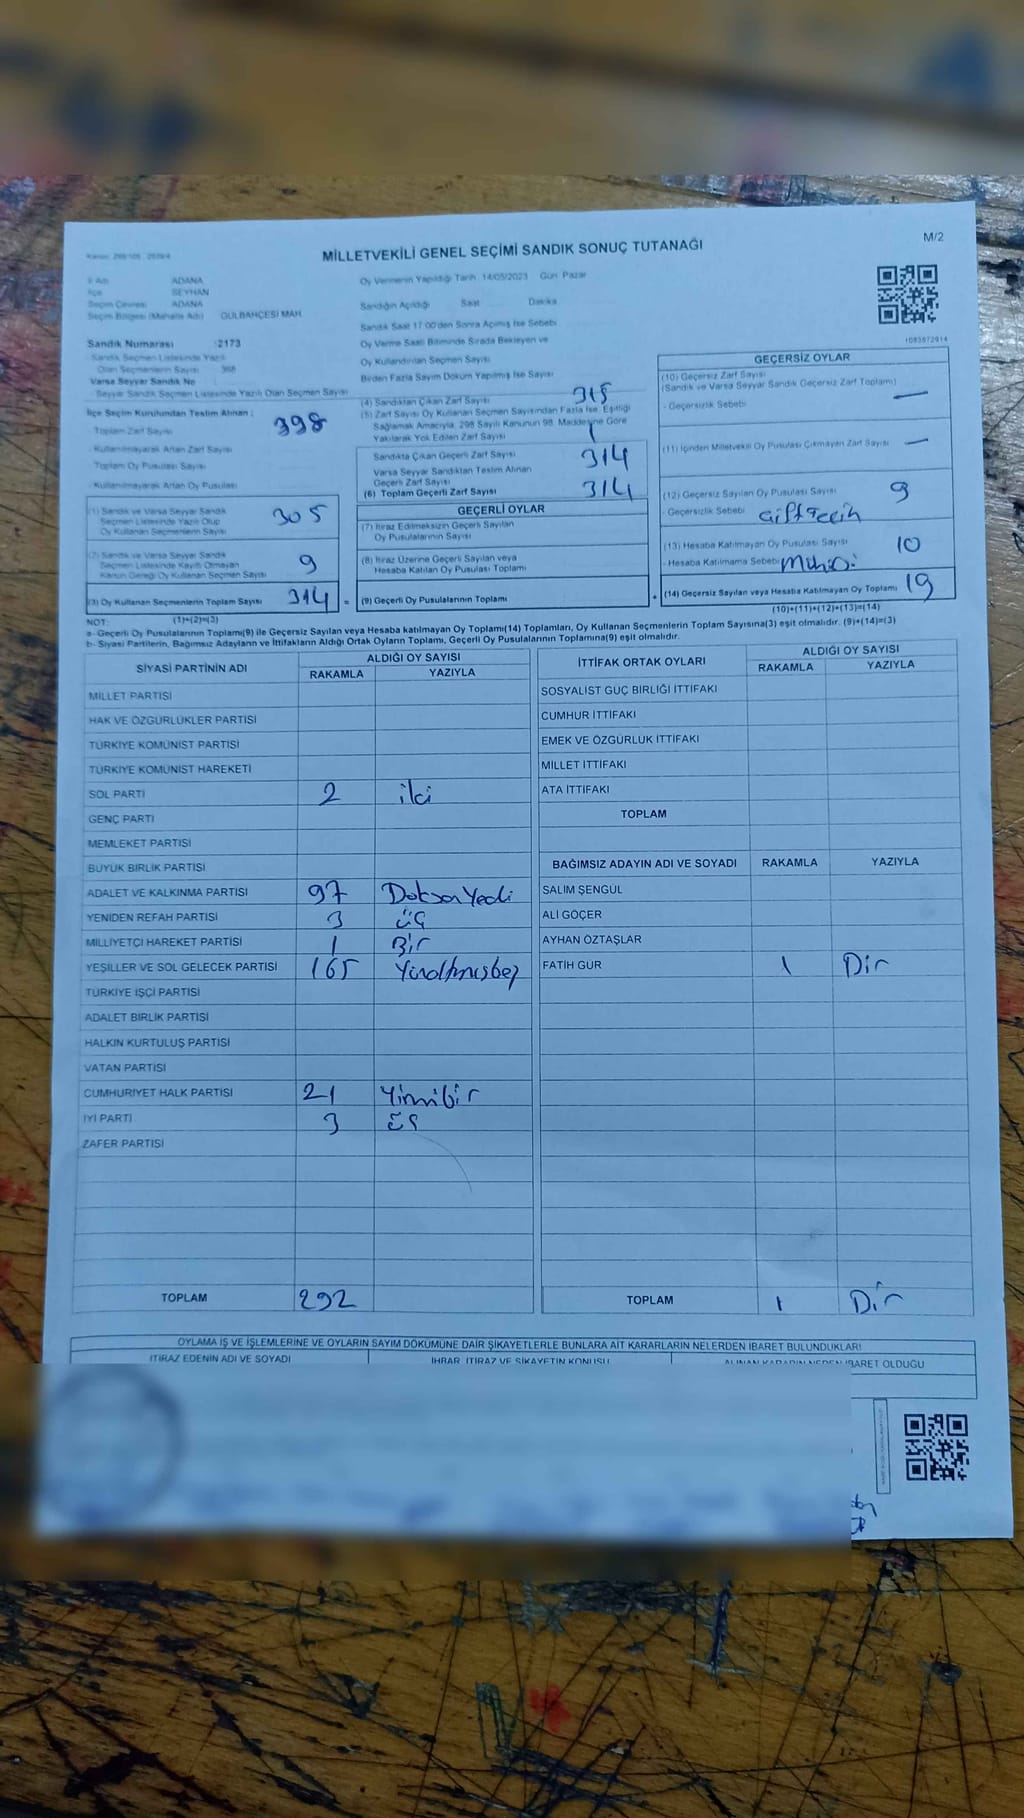 M/2
MİLLETVEKİLİ GENEL SEÇİMİ SANDIK SONUÇ TUTANAĞI
İl Adı ADANA
İlçe SEYHAN
Seçim Çevresi ADANA
Seçim Bölgesi (Mahalle Adı) GÜLBAHÇESİ MAH.
Sandık Numarası :2173
Sandık Seçmen Listesinde Yazılı
Olan Seçmenlerin Sayısı 368
Varsa Seyyar Sandık No
Seyyar Sandık Seçmen Listesinde Yazılı Olan Seçmen Sayısı
İlçe Seçim Kurulundan Teslim Alınan :
- Toplam Zarf Sayısı 398
- Kullanılmayarak Artan Zarf Sayısı
- Toplam Oy Pusulası Sayısı
- Kullanılmayarak Artan Oy Pusulası
(1) Sandık ve Varsa Seyyar Sandık
Seçmen Listesinde Yazılı Olup
Oy Kullanan Seçmenlerin Sayısı 305
(2) Sandık ve Varsa Seyyar Sandık
Seçmen Listesinde Kayıtlı Olmayan
Kanun Gereği Oy Kullanan Seçmen Sayısı 9
(3) Oy Kullanan Seçmenlerin Toplam Sayısı 314 =
(1)+(2)=(3)
Oy Vermenin Yapıldığı Tarih 14/05/2023 Gün Pazar
Sandığın Açıldığı Saat Dakika
Sandık Saat 17:00'den Sonra Açılmış İse Sebebi
Oy Verme Saati Bitiminde Sırada Bekleyen ve
Oy Kullandırılan Seçmen Sayısı
Birden Fazla Sayım Döküm Yapılmış İse Sayısı
(4) Sandıktan Çıkan Zarf Sayısı 315
(5) Zarf Sayısı Oy Kullanan Seçmen Sayısından Fazla İse, Eşitliği
Sağlamak Amacıyla, 298 Sayılı Kanunun 98. Maddesine Göre
Yakılarak Yok Edilen Zarf Sayısı 1
Sandıkta Çıkan Geçerli Zarf Sayısı 314
Varsa Seyyar Sandıktan Teslim Alınan
Geçerli Zarf Sayısı
(6) Toplam Geçerli Zarf Sayısı 314
GEÇERLİ OYLAR
(7) İtiraz Edilmeksizin Geçerli Sayılan
Oy Pusulalarının Sayısı
(8) İtiraz Üzerine Geçerli Sayılan veya
Hesaba Katılan Oy Pusulası Toplamı
(9) Geçerli Oy Pusulalarının Toplamı +
1083872914
GEÇERSİZ OYLAR
(10) Geçersiz Zarf Sayısı
(Sandık ve Varsa Seyyar Sandık Geçersiz Zarf Toplamı)
- Geçersizlik Sebebi —
(11) İçinden Milletvekili Oy Pusulası Çıkmayan Zarf Sayısı —
(12) Geçersiz Sayılan Oy Pusulası Sayısı 9
- Geçersizlik Sebebi
(13) Hesaba Katılmayan Oy Pusulası Sayısı 10
- Hesaba Katılmama Sebebi
(14) Geçersiz Sayılan veya Hesaba Katılmayan Oy Toplamı 19
(10)+(11)+(12)+(13)=(14)
NOT:
a- Geçerli Oy Pusulalarının Toplamı(9) ile Geçersiz Sayılan veya Hesaba katılmayan Oy Toplamı(14) Toplamları, Oy Kullanan Seçmenlerin Toplam Sayısına(3) eşit olmalıdır. (9)+(14)=(3)
b- Siyasi Partilerin, Bağımsız Adayların ve İttifakların Aldığı Ortak Oyların Toplamı, Geçerli Oy Pusulalarının Toplamına(9) eşit olmalıdır.
SİYASİ PARTİNİN ADI ALDIĞI OY SAYISI
RAKAMLA YAZIYLA
MİLLET PARTİSİ
HAK VE ÖZGÜRLÜKLER PARTİSİ
TÜRKİYE KOMÜNİST PARTİSİ
TÜRKİYE KOMÜNİST HAREKETİ
SOL PARTİ 2 iki
GENÇ PARTİ
MEMLEKET PARTİSİ
BÜYÜK BİRLİK PARTİSİ
ADALET VE KALKINMA PARTİSİ 97 DoksanYedi
YENİDEN REFAH PARTİSİ 3 üç
MİLLİYETÇİ HAREKET PARTİSİ 1 Bir
YEŞİLLER VE SOL GELECEK PARTİSİ 165 Yüzaltmışbeş
TÜRKİYE İŞÇİ PARTİSİ
ADALET BİRLİK PARTİSİ
HALKIN KURTULUŞ PARTİSİ
VATAN PARTİSİ
CUMHURİYET HALK PARTİSİ 21 Yirmibir
İYİ PARTİ 3 üç
ZAFER PARTİSİ
TOPLAM 292
İTTİFAK ORTAK OYLARI ALDIĞI OY SAYISI
RAKAMLA YAZIYLA
SOSYALİST GÜÇ BİRLİĞİ İTTİFAKI
CUMHUR İTTİFAKI
EMEK VE ÖZGÜRLÜK İTTİFAKI
MİLLET İTTİFAKI
ATA İTTİFAKI
TOPLAM
BAĞIMSIZ ADAYIN ADI VE SOYADI RAKAMLA YAZIYLA
SALİM ŞENGÜL
ALİ GÖÇER
AYHAN ÖZTAŞLAR
FATİH GÜR 1 Bir
TOPLAM 1 Bir
OYLAMA İŞ VE İŞLEMLERİNE VE OYLARIN SAYIM DÖKÜMÜNE DAİR ŞİKAYETLERLE BUNLARA AİT KARARLARIN NELERDEN İBARET BULUNDUKLARI
İTİRAZ EDENİN ADI VE SOYADI İHBAR, İTİRAZ VE ŞİKAYETİN KONUSU ALINAN KARARIN NEDEN İBARET OLDUĞU